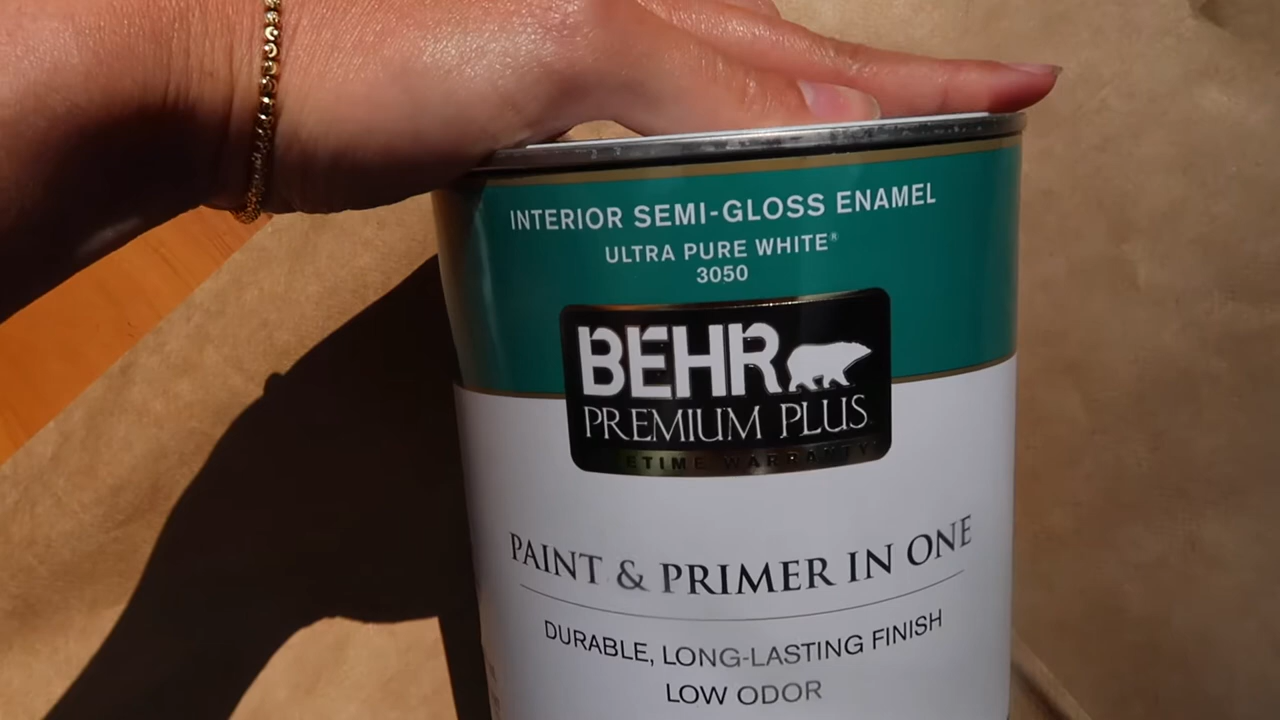 INTERIOR SEMI-GLOSS ENAMEL
ULTRA PURE WHITE®
3050
BEHR
PREMIUM PLUS
WARRANTY
PAINT & PRIMER IN ONE
DURABLE, LONG-LASTING FINISH
LOW ODOR